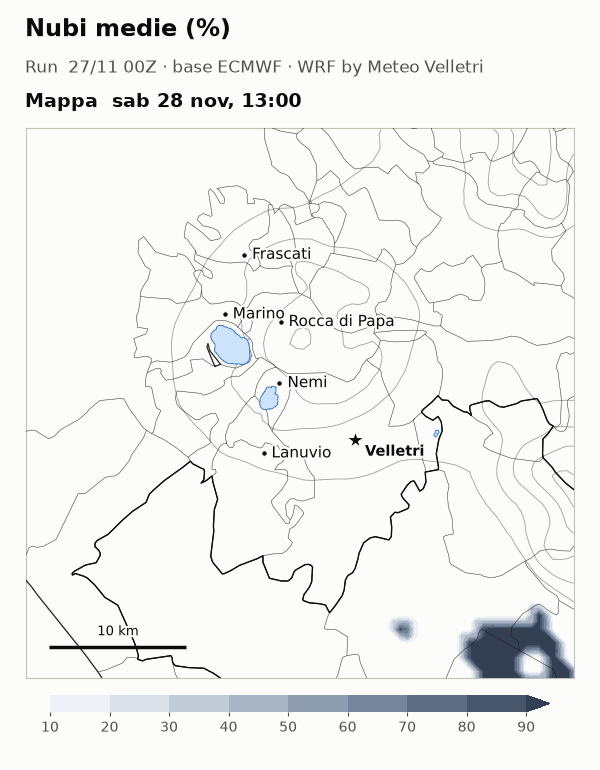 Nubi medie (%)
Run  27/11 00Z · base ECMWF · WRF by Meteo Velletri
Mappa  sab 28 nov, 13:00
Frascati
Marino
Rocca di Papa
Nemi
Velletri
Lanuvio
10 km
10 20 30 40 50 60 70 80 90